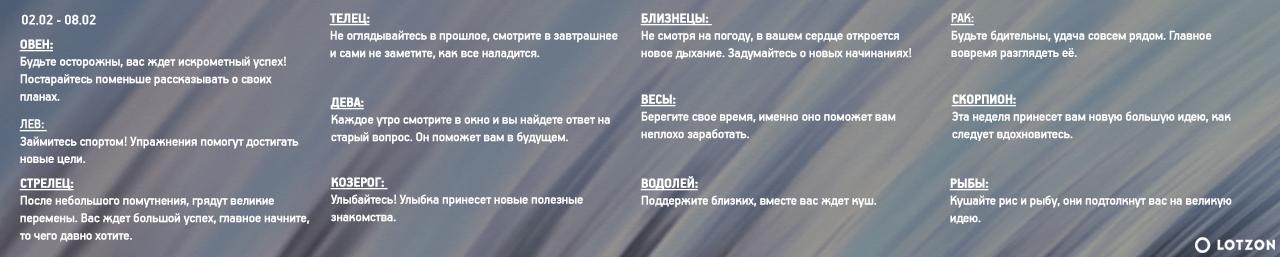 02.02 - 08.02
ОВЕН:
Будьте осторожны, вас ждет искрометный успех!
Постарайтесь поменьше рассказывать о своих
планах.
ТЕЛЕЦ:
Не оглядывайтесь в прошлое, смотрите в завтрашнее
и сами не заметите, как все наладится.
БЛИЗНЕЦЫ:
Не смотря на погоду, в вашем сердце откроется
новое дыхание. Задумайтесь о новых начинаниях!
РАК:
Будьте бдительны, удача совсем рядом. Главное
вовремя разглядеть её.
ЛЕВ:
Займитесь спортом! Упражнения помогут достигать
новые цели.
ДЕВА:
Каждое утро смотрите в окно и вы найдете ответ на
старый вопрос. Он поможет вам в будущем.
ВЕСЫ:
Берегите свое время, именно оно поможет вам
неплохо заработать.
СКОРПИОН:
Эта неделя принесет вам новую большую идею, как
следует вдохновитесь.
СТРЕЛЕЦ:
После небольшого помутнения, грядут великие
перемены. Вас ждет большой успех, главное начните,
то чего давно хотите.
КОЗЕРОГ:
Улыбайтесь! Улыбка принесет новые полезные
знакомства.
ВОДОЛЕЙ:
Поддержите близких, вместе вас ждет куш.
РЫБЫ:
Кушайте рис и рыбу, они подтолкнут вас на великую
идею.
LOTZON